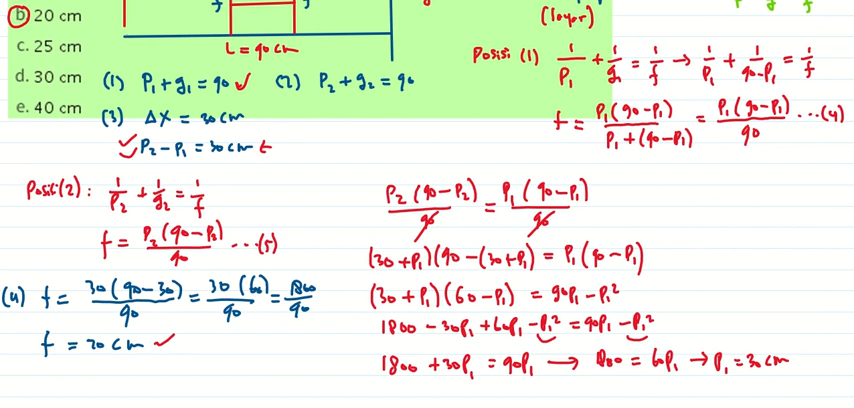 b. 20 cm
c. 25 cm
d. 30 cm
e. 40 cm
f
L = 90 cm
(layar)
(1) P₁ + g₁ = 90 ✓ (2) P₂ + g₂ = 90
(3) Δx = 30 cm
✓ P₂ - P₁ = 30 cm
Posisi (1) 1/P₁ + 1/g₁ = 1/f → 1/P₁ + 1/(90-P₁) = 1/f
f = P₁(90-P₁)/(P₁+(90-P₁)) = P₁(90-P₁)/90 ...(4)
Posisi (2) : 1/P₂ + 1/g₂ = 1/f
f = P₂(90-P₂)/90 ...(5)
(4) f = 30(90-30)/90 = 30(60)/90 = 1800/90
f = 20 cm ✓
P₂(90-P₂)/90 = P₁(90-P₁)/90
(30+P₁)(90-(30+P₁) = P₁(90-P₁)
(30+P₁)(60-P₁) = 90P₁-P₁²
1800 - 30P₁ + 60P₁ - P₁² = 90P₁ - P₁²
1800 + 30P₁ = 90P₁ → 1800 = 60P₁ → P₁ = 30 cm